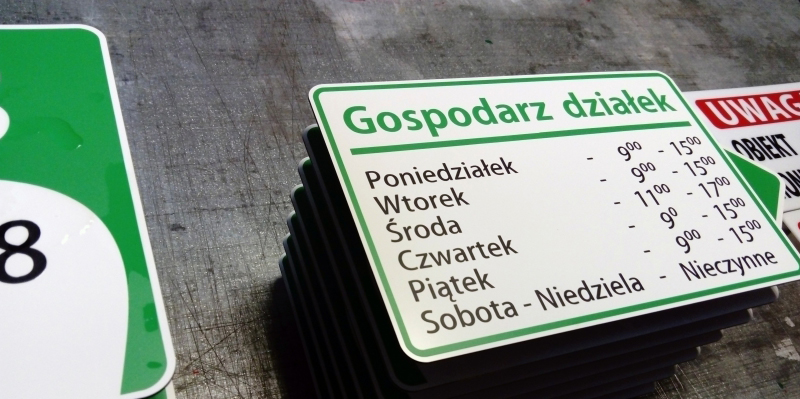 8
Gospodarz działek
Poniedziałek - 9⁰⁰ - 15⁰⁰
Wtorek - 9⁰⁰ - 15⁰⁰
Środa - 11⁰⁰ - 17⁰⁰
Czwartek - 9⁰ - 15⁰⁰
Piątek - 9⁰⁰ - 15⁰⁰
Sobota - Niedziela - Nieczynne
OBIEKT